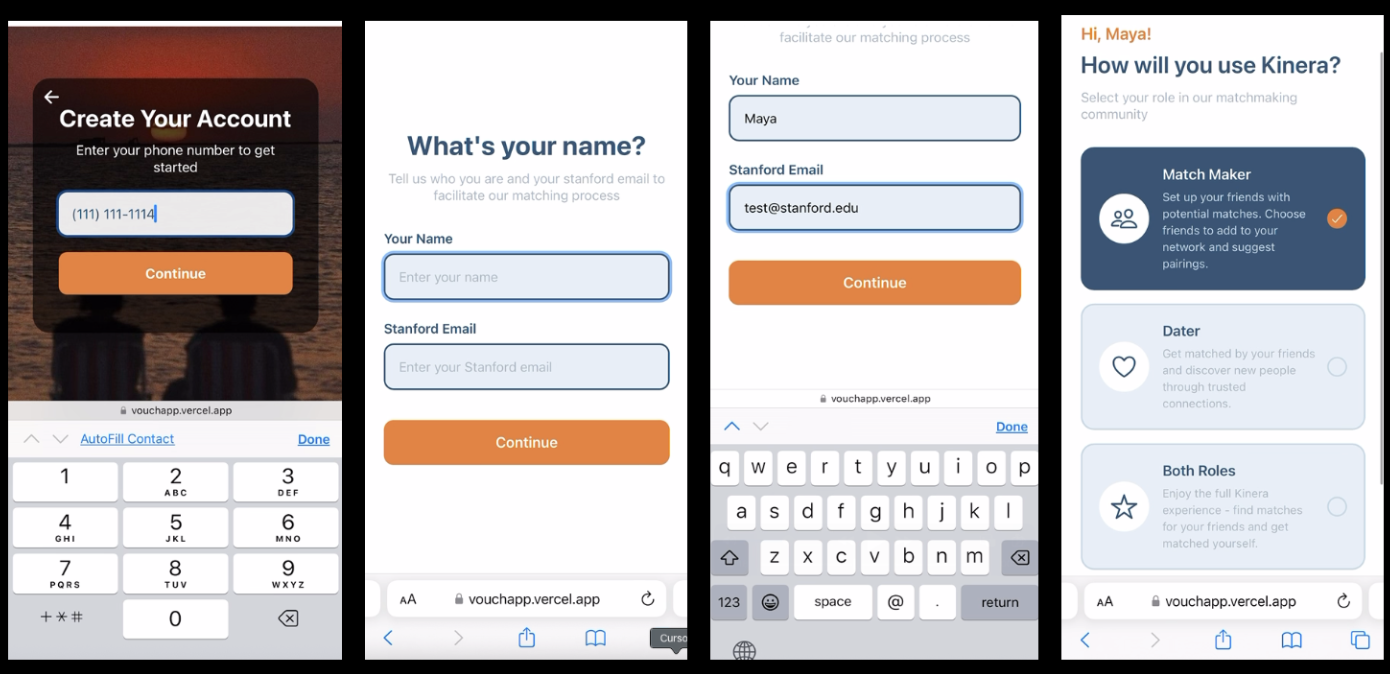 Create Your Account
Enter your phone number to get
started
(111) 111-1114
Continue
vouchapp.vercel.app
AutoFill Contact
Done
1
2
ABC
3
DEF
4
GHI
5
JKL
6
MNO
7
PQRS
8
TUV
9
WXYZ
+*#
0
What's your name?
Tell us who you are and your stanford email to
facilitate our matching process
Your Name
Enter your name
Stanford Email
Enter your Stanford email
Continue
AA
vouchapp.vercel.app
facilitate our matching process
Your Name
Maya
Stanford Email
test@stanford.edu
Continue
vouchapp.vercel.app
Done
q w e r t y u i o p
a s d f g h j k l
z x c v b n m
123 space @ . return
Hi, Maya!
How will you use Kinera?
Select your role in our matchmaking
community
Match Maker
Set up your friends with
potential matches. Choose
friends to add to your
network and suggest
pairings.
Dater
Get matched by your friends
and discover new people
through trusted
connections.
Both Roles
Enjoy the full Kinera
experience - find matches
for your friends and get
matched yourself.
AA
vouchapp.vercel.app